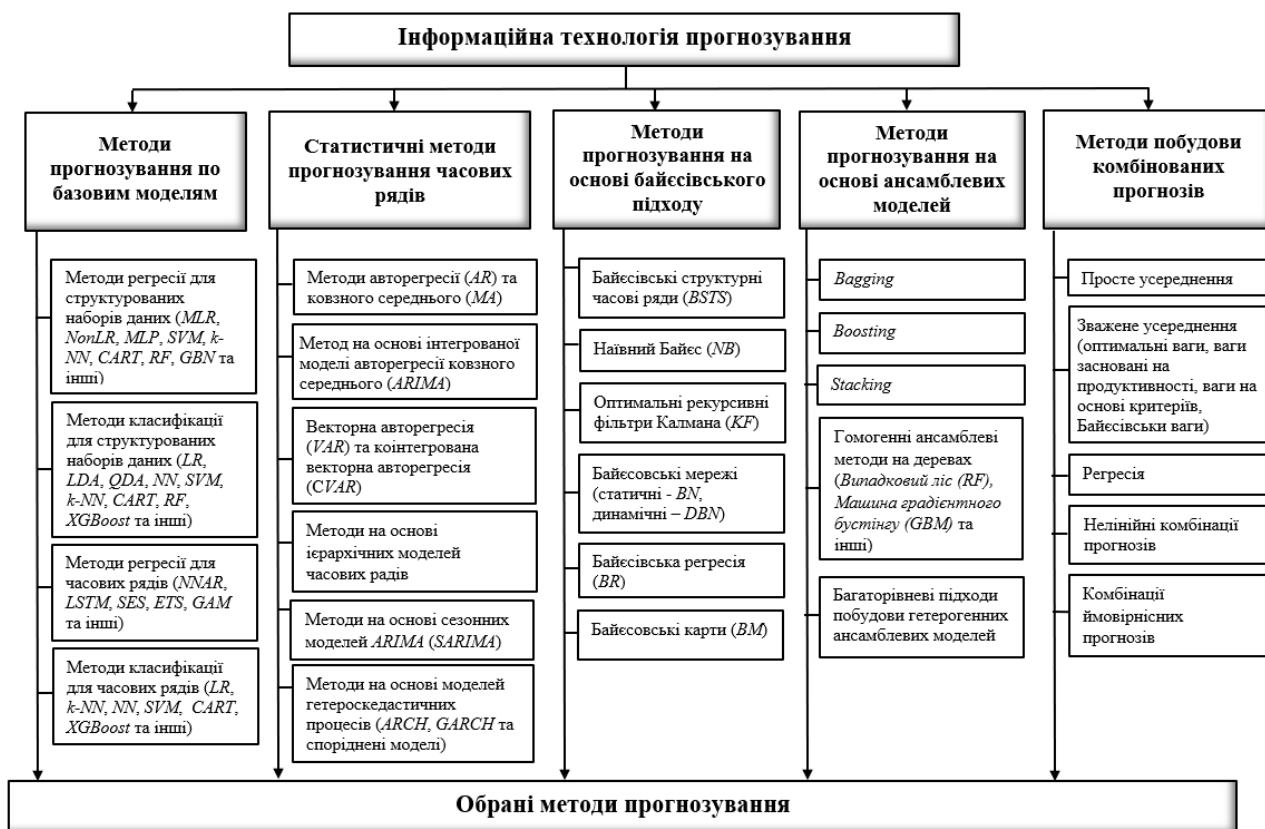 Інформаційна технологія прогнозування
Методи
прогнозування по
базовим моделям
Статистичні методи
прогнозування часових
рядів
Методи
прогнозування на
основі байєсівського
підходу
Методи
прогнозування на
основі ансамблевих
моделей
Методи побудови
комбінованих
прогнозів
Методи регресії для
структурованих
наборів даних (MLR,
NonLR, MLP, SVM, k-
NN, CART, RF, GBN та
інші)
Методи класифікації
для структурованих
наборів даних (LR,
LDA, QDA, NN, SVM,
k-NN, CART, RF,
XGBoost та інші)
Методи регресії для
часових рядів (NNAR,
LSTM, SES, ETS, GAM
та інші)
Методи класифікації
для часових рядів (LR,
k-NN, NN, SVM, CART,
XGBoost та інші)
Методи авторегресії (AR) та
ковзного середнього (MA)
Метод на основі інтегрованої
моделі авторегресії ковзного
середнього (ARIMA)
Векторна авторегресія
(VAR) та коінтегрована
векторна авторегресія
(CVAR)
Методи на основі
ієрархічних моделей
часових радів
Методи на основі сезонних
моделей ARIMA (SARIMA)
Методи на основі моделей
гетероскедастичних
процесів (ARCH, GARCH та
споріднені моделі)
Байєсівські структурні
часові ряди (BSTS)
Наївний Байєс (NB)
Оптимальні рекурсивні
фільтри Калмана (KF)
Байєсовські мережі
(статичні - BN,
динамічні – DBN)
Байєсівська регресія
(BR)
Байєсовські карти (BM)
Bagging
Boosting
Stacking
Гомогенні ансамблеві
методи на деревах
(Випадковий ліс (RF),
Машина градієнтного
бустінгу (GBM) та
інші)
Багаторівневі підходи
побудови гетерогенних
ансамблевих моделей
Просте усереднення
Зважене усереднення
(оптимальні ваги, ваги
засновані на
продуктивності, ваги на
основі критеріїв,
Байєсівськи ваги)
Регресія
Нелінійні комбінації
прогнозів
Комбінації
ймовірнісних
прогнозів
Обрані методи прогнозування